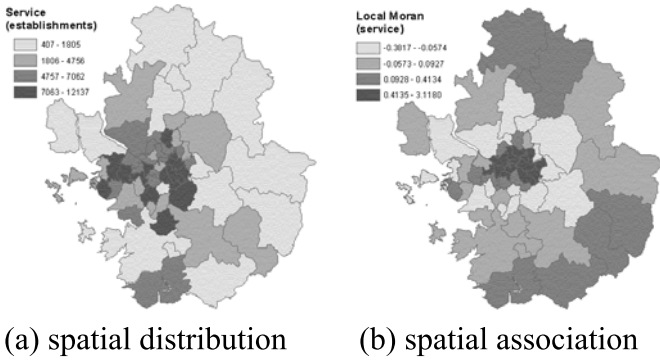 Service
(establishments)
407 - 1805
1806 - 4756
4757 - 7062
7063 - 12137
Local Moran
(service)
-0.3817 - -0.0574
-0.0573 - 0.0927
0.0928 - 0.4134
0.4135 - 3.1180
(a) spatial distribution
(b) spatial association